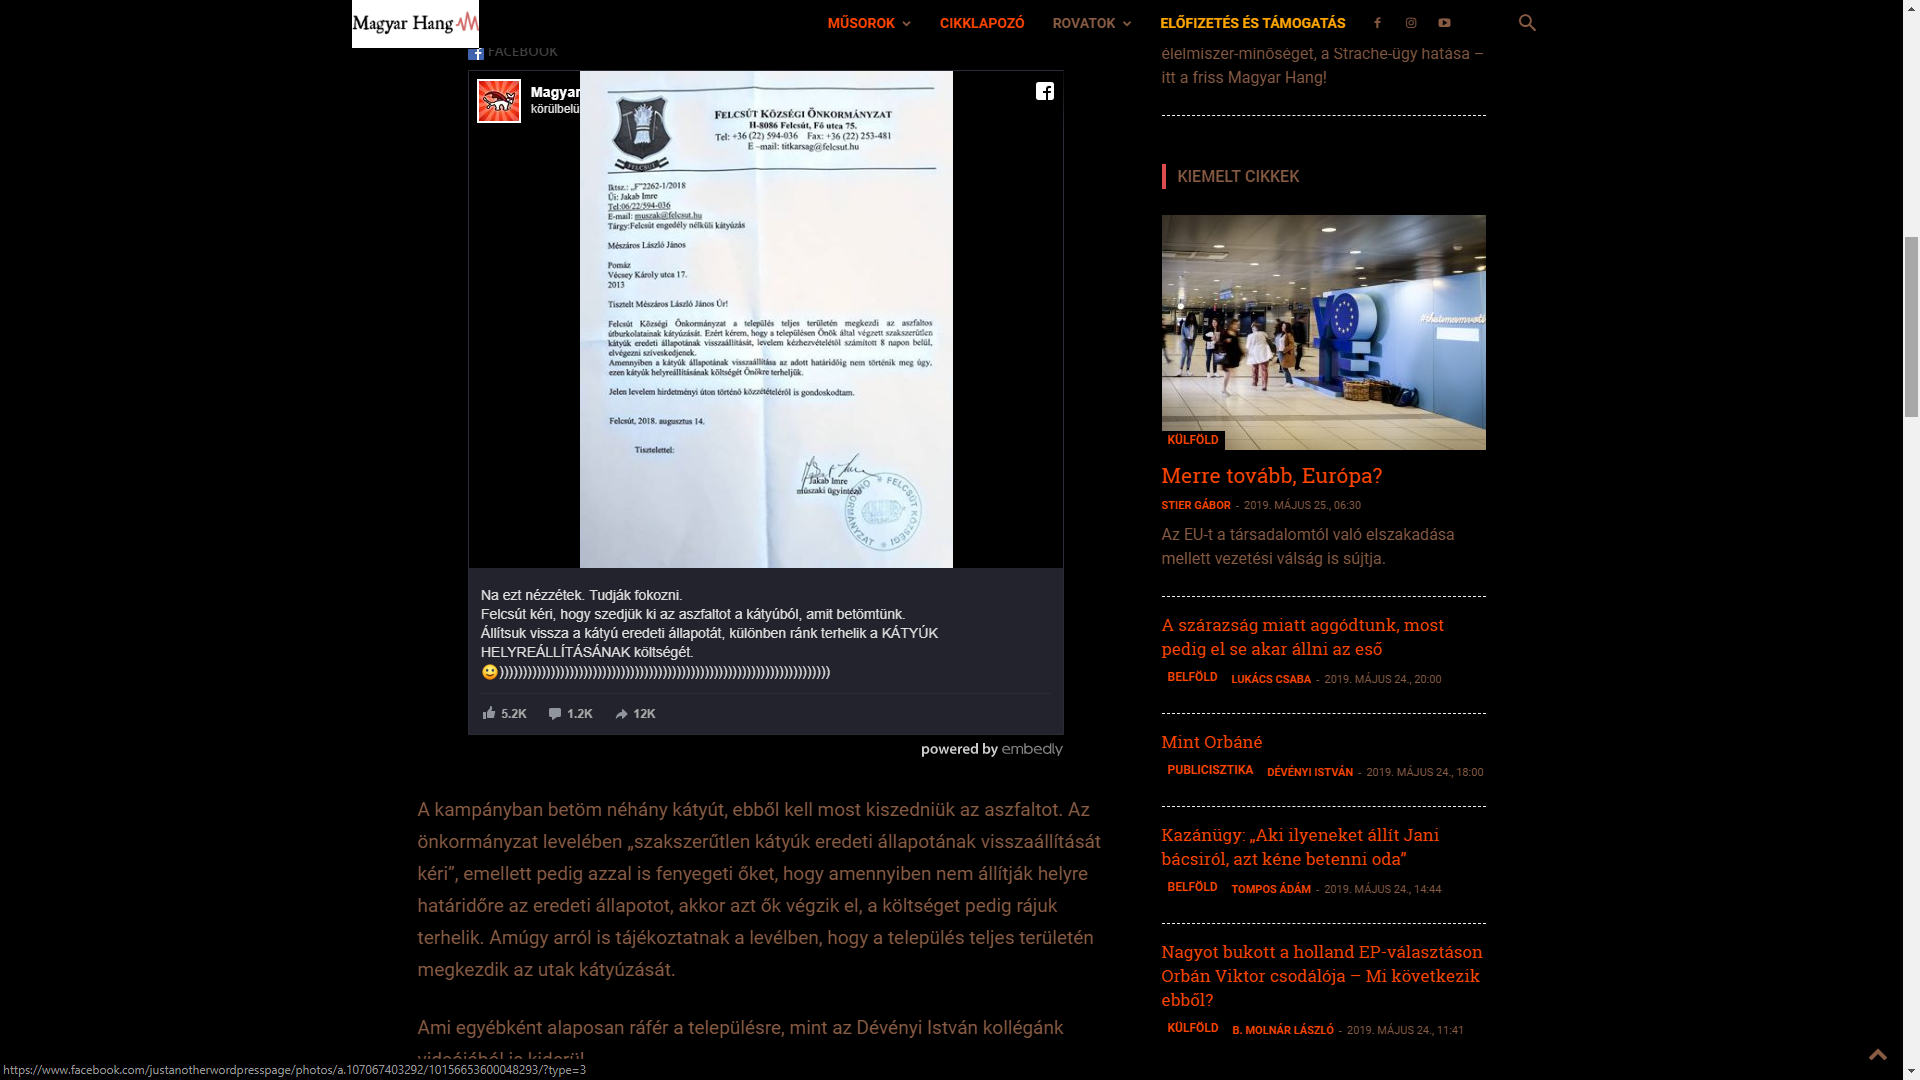 Magyar Hang
MŰSOROK
CIKKLAPOZÓ
ROVATOK
ELŐFIZETÉS ÉS TÁMOGATÁS
FACEBOOK
Magyar
körülbelü
FELCSÚT KÖZSÉGI ÖNKORMÁNYZAT
H-8086 Felcsút, Fő utca 75.
Tel: +36 (22) 594-036 Fax: +36 (22) 253-481
E –mail: titkarsag@felcsut.hu
FELCSÚT
Iktsz.: „F"2262-1/2018
Üi: Jakab Imre
Tel:06/22/594-036
E-mail: muszak@felcsut.hu
Tárgy:Felcsút engedély nélküli kátyúzás
Mészáros László János
Pomáz
Vécsey Károly utca 17.
2013
Tisztelt Mészáros László János Úr!
Felcsút Községi Önkormányzat a település teljes területén megkezdi az aszfaltos
útburkolatainak kátyúzását. Ezért kérem, hogy a településen Önök által végzett szakszerűtlen
kátyúk eredeti állapotának visszaállítását, levelem kézhezvételétől számított 8 napon belül,
elvégezni szíveskedjenek.
Amennyiben a kátyúk állapotának visszaállítása az adott határidőig nem történik meg úgy,
ezen kátyúk helyreállításának költségét Önökre terheljük.
Jelen levelem hirdetményi úton történő közzétételéről is gondoskodtam.
Felcsút, 2018. augusztus 14.
Tisztelettel:
Jakab Imre
műszaki ügyintéző
FELCSÚT KÖZSÉGI ÖNKORMÁNYZAT
Na ezt nézzétek. Tudják fokozni.
Felcsút kéri, hogy szedjük ki az aszfaltot a kátyúból, amit betömtünk.
Állítsuk vissza a kátyú eredeti állapotát, különben ránk terhelik a KÁTYÚK
HELYREÁLLÍTÁSÁNAK költségét.
🙂)))))))))))))))))))))))))))))))))))))))))))))))))))))))))))))))))))))))
5.2K 1.2K 12K
powered by embedly
A kampányban betöm néhány kátyút, ebből kell most kiszedniük az aszfaltot. Az
önkormányzat levelében „szakszerűtlen kátyúk eredeti állapotának visszaállítását
kéri”, emellett pedig azzal is fenyegeti őket, hogy amennyiben nem állítják helyre
határidőre az eredeti állapotot, akkor azt ők végzik el, a költséget pedig rájuk
terhelik. Amúgy arról is tájékoztatnak a levélben, hogy a település teljes területén
megkezdik az utak kátyúzását.
Ami egyébként alaposan ráfér a településre, mint az Dévényi István kollégánk
videójából is kiderül.
élelmiszer-minőséget, a Strache-ügy hatása –
itt a friss Magyar Hang!
KIEMELT CIKKEK
KÜLFÖLD
Merre tovább, Európa?
STIER GÁBOR - 2019. MÁJUS 25., 06:30
Az EU-t a társadalomtól való elszakadása
mellett vezetési válság is sújtja.
A szárazság miatt aggódtunk, most
pedig el se akar állni az eső
BELFÖLD LUKÁCS CSABA - 2019. MÁJUS 24., 20:00
Mint Orbáné
PUBLICISZTIKA DÉVÉNYI ISTVÁN - 2019. MÁJUS 24., 18:00
Kazánügy: „Aki ilyeneket állít Jani
bácsiról, azt kéne betenni oda”
BELFÖLD TOMPOS ÁDÁM - 2019. MÁJUS 24., 14:44
Nagyot bukott a holland EP-választáson
Orbán Viktor csodálója – Mi következik
ebből?
KÜLFÖLD B. MOLNÁR LÁSZLÓ - 2019. MÁJUS 24., 11:41
https://www.facebook.com/justanotherwordpresspage/photos/a.107067403292/10156653600048293/?type=3